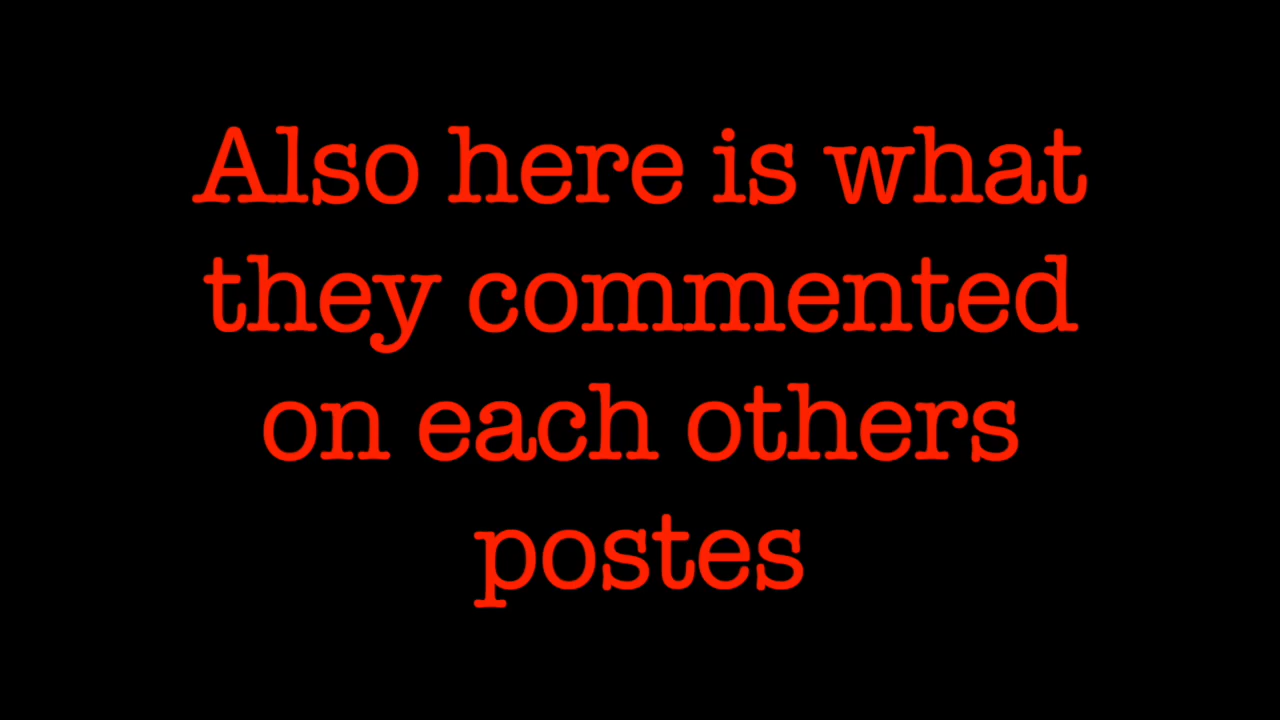 Also here is what
they commented
on each others
postes